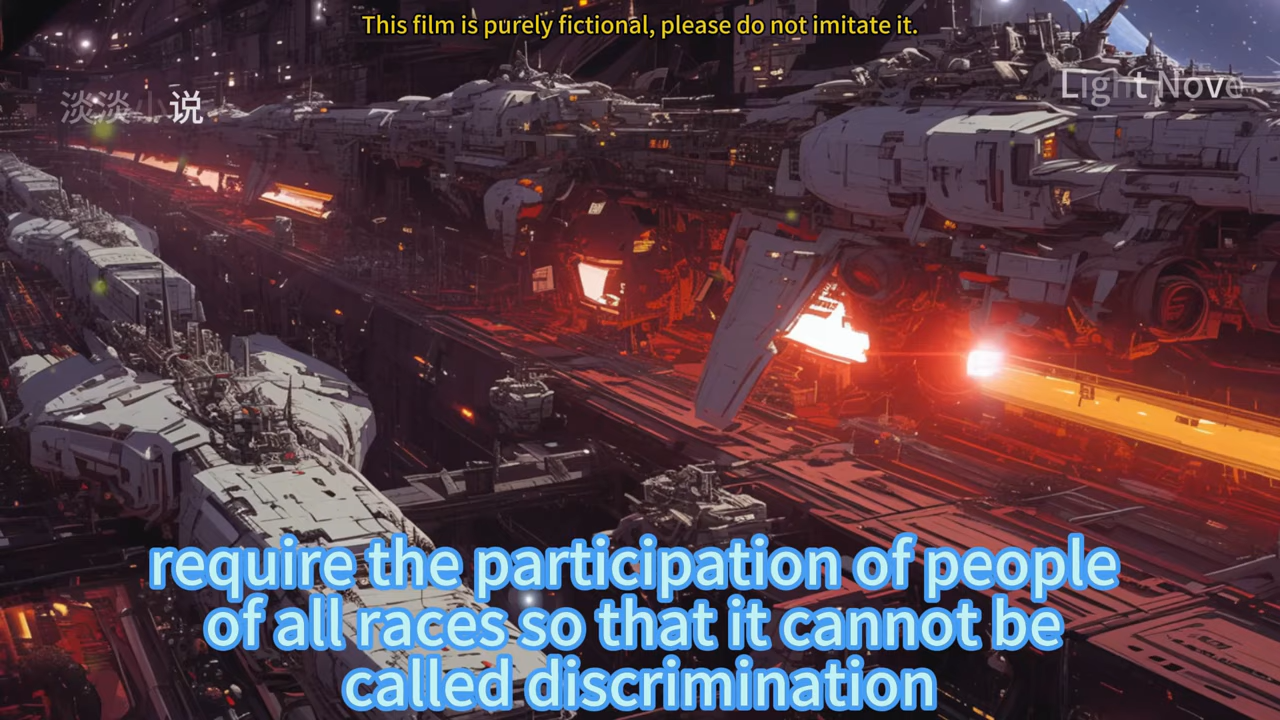 This film is purely fictional, please do not imitate it.
淡淡小说
Light Nove
require the participation of people
of all races so that it cannot be
called discrimination